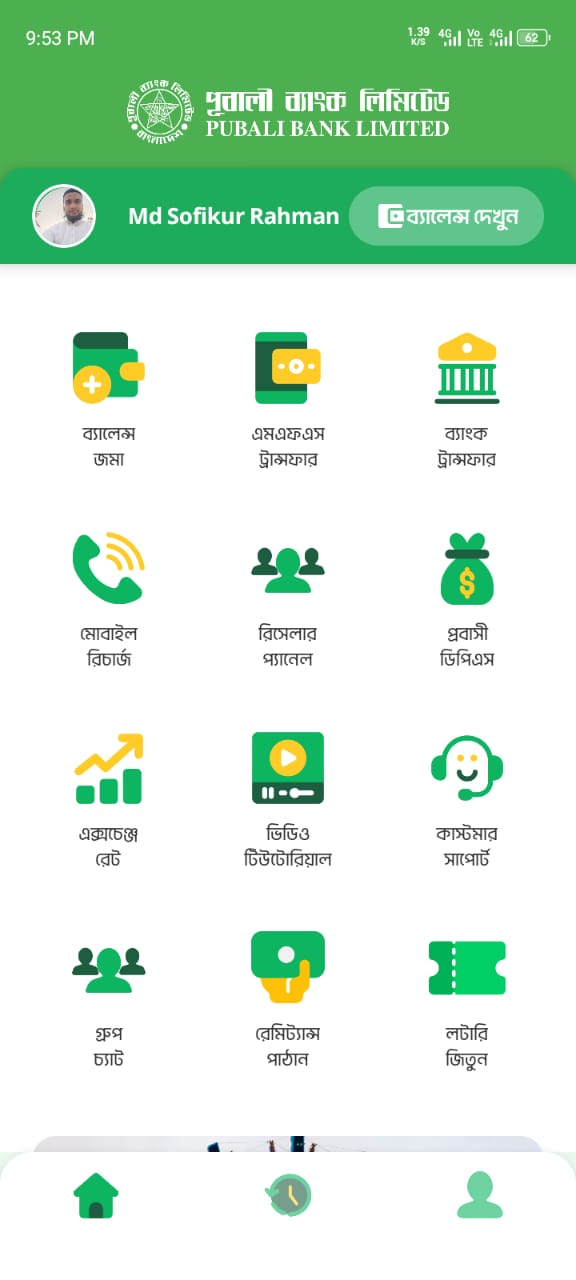 9:53 PM
1.39 K/S 4G Vo LTE 4G 62
পূবালী ব্যাংক লিমিটেড
বাংলাদেশ
পূবালী ব্যাংক লিমিটেড
PUBALI BANK LIMITED
Md Sofikur Rahman
ব্যালেন্স দেখুন
ব্যালেন্স
জমা
এমএফএস
ট্রান্সফার
ব্যাংক
ট্রান্সফার
মোবাইল
রিচার্জ
রিসেলার
প্যানেল
প্রবাসী
ডিপিএস
এক্সচেঞ্জ
রেট
ভিডিও
টিউটোরিয়াল
কাস্টমার
সাপোর্ট
গ্রুপ
চ্যাট
রেমিট্যান্স
পাঠান
লটারি
জিতুন